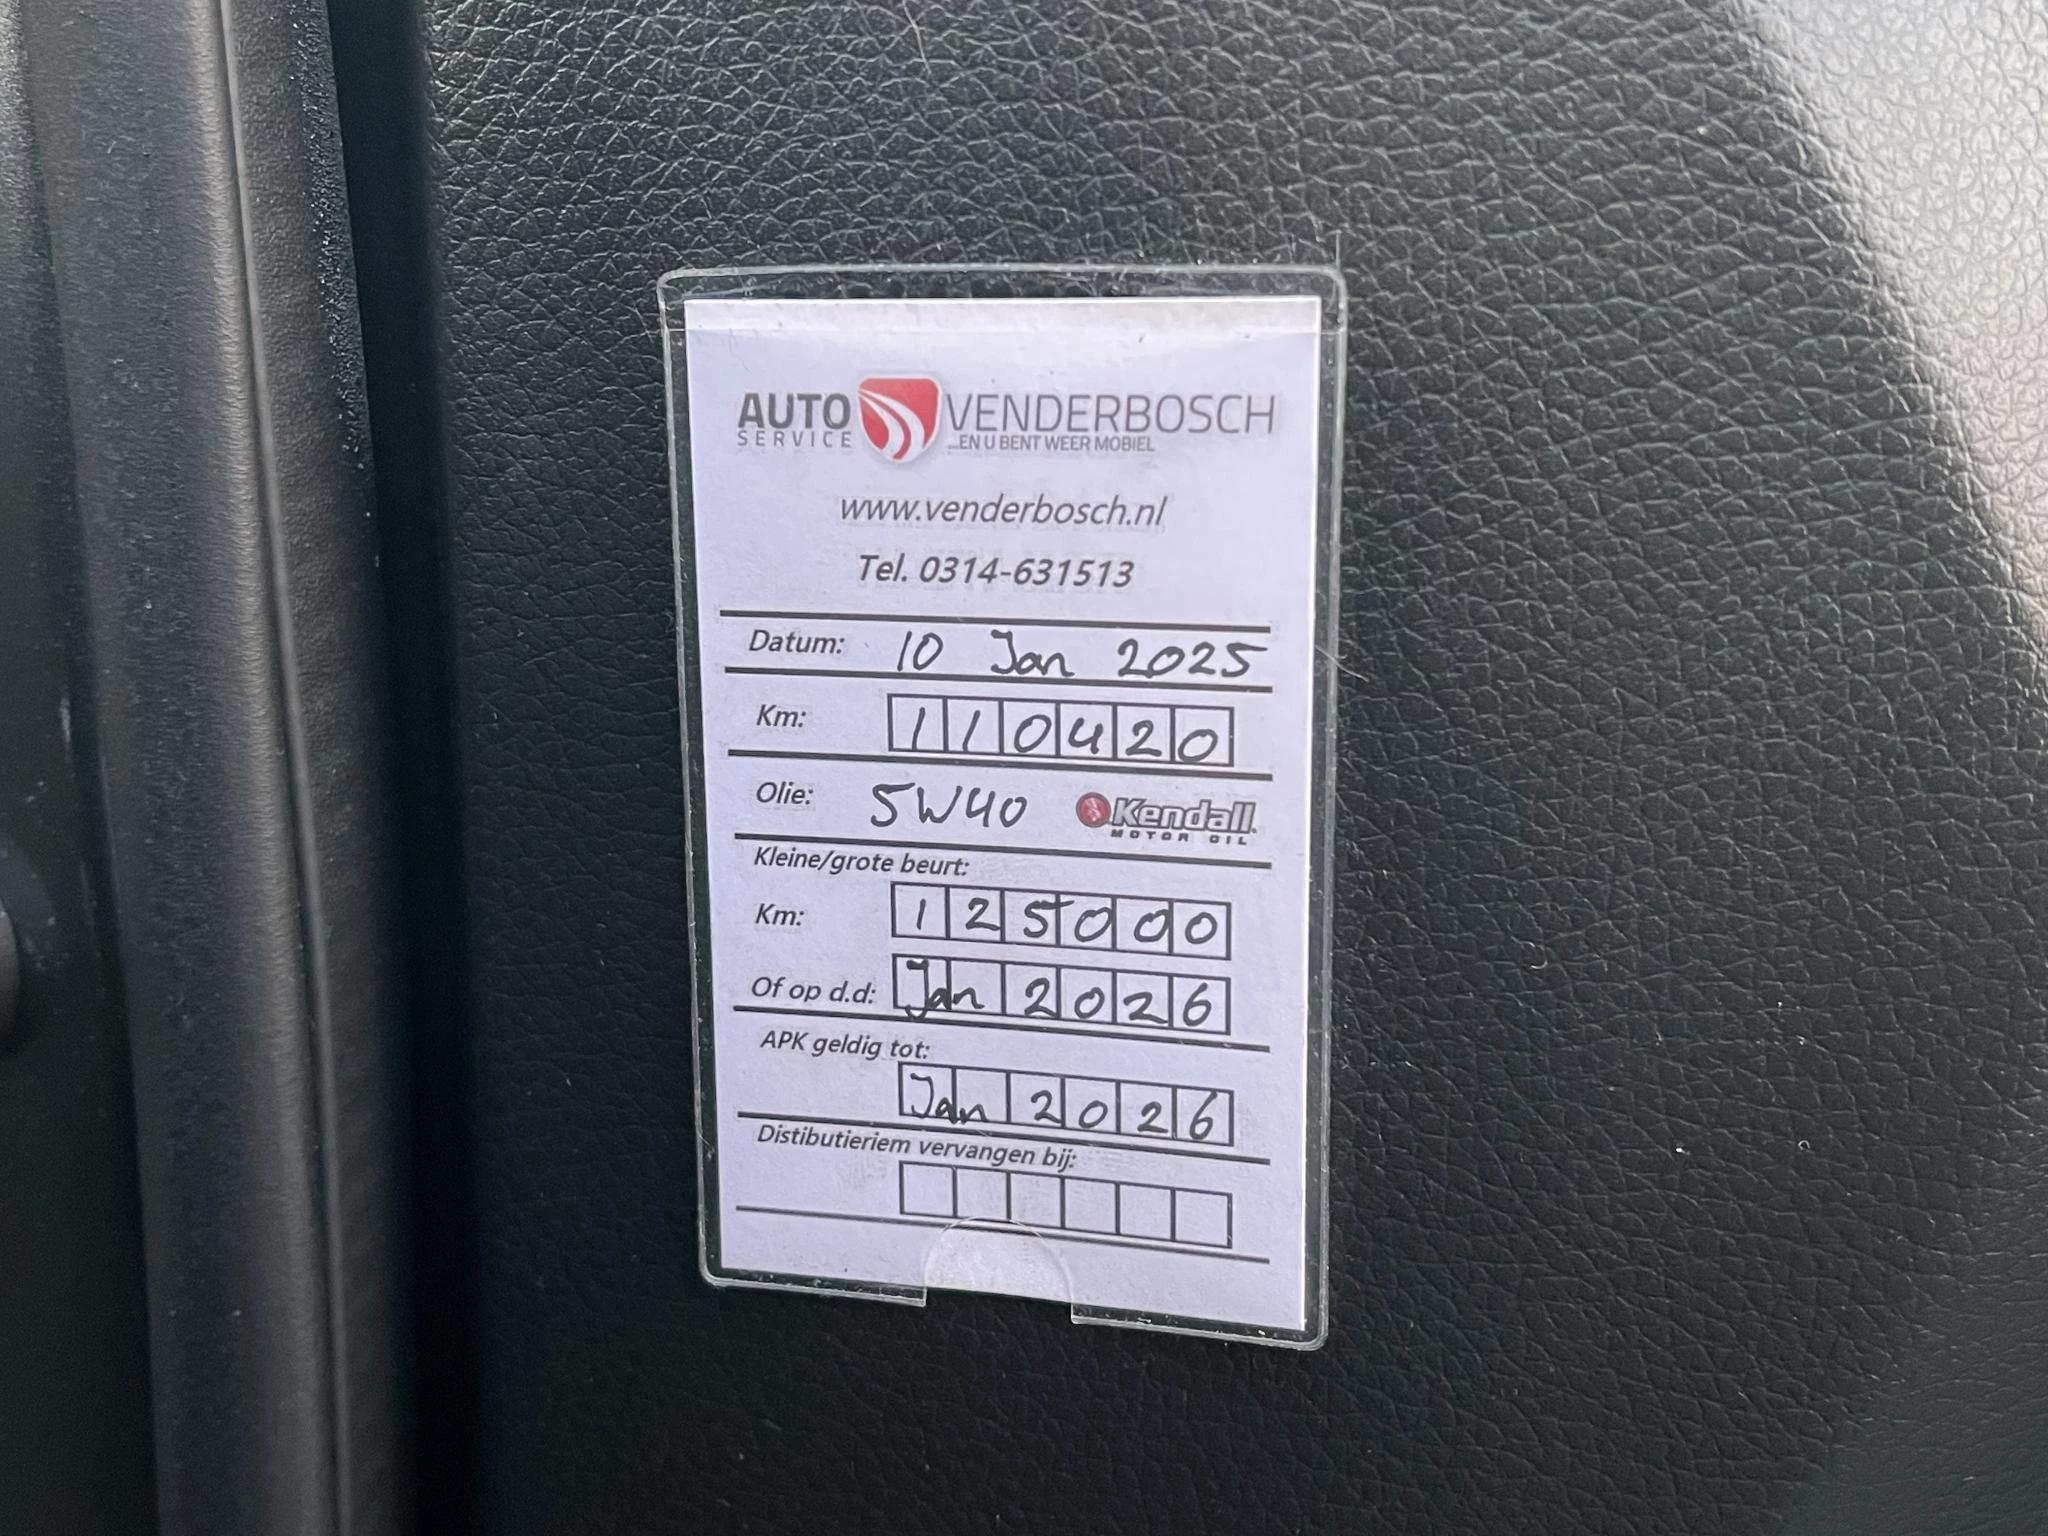 AUTO SERVICE VENDERBOSCH
...EN U BENT WEER MOBIEL
www.venderbosch.nl
Tel. 0314-631513
Datum: 10 Jan 2025
Km: 110420
Olie: 5W40 Kendall MOTOR OIL
Kleine/grote beurt:
Km: 125000
Of op d.d: Jan 2026
APK geldig tot:
Jan 2026
Distibutieriem vervangen bij: